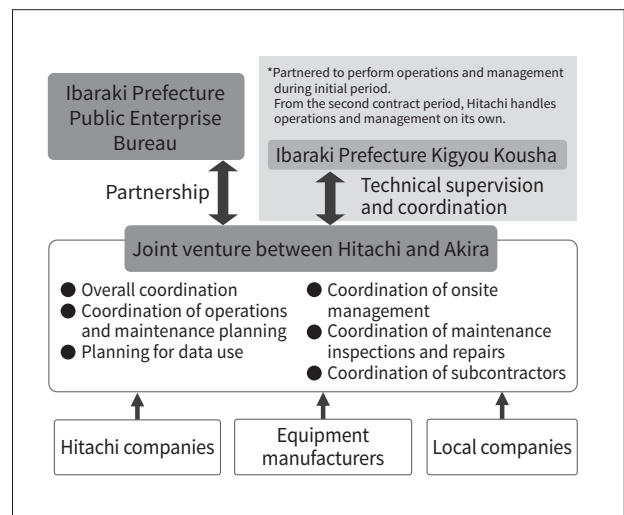 Ibaraki Prefecture
Public Enterprise
Bureau
*Partnered to perform operations and management
during initial period.
From the second contract period, Hitachi handles
operations and management on its own.
Ibaraki Prefecture Kigyou Kousha
Partnership
Technical supervision
and coordination
Joint venture between Hitachi and Akira
● Overall coordination
● Coordination of operations
and maintenance planning
● Planning for data use
● Coordination of onsite
management
● Coordination of maintenance
inspections and repairs
● Coordination of subcontractors
Hitachi companies
Equipment
manufacturers
Local companies